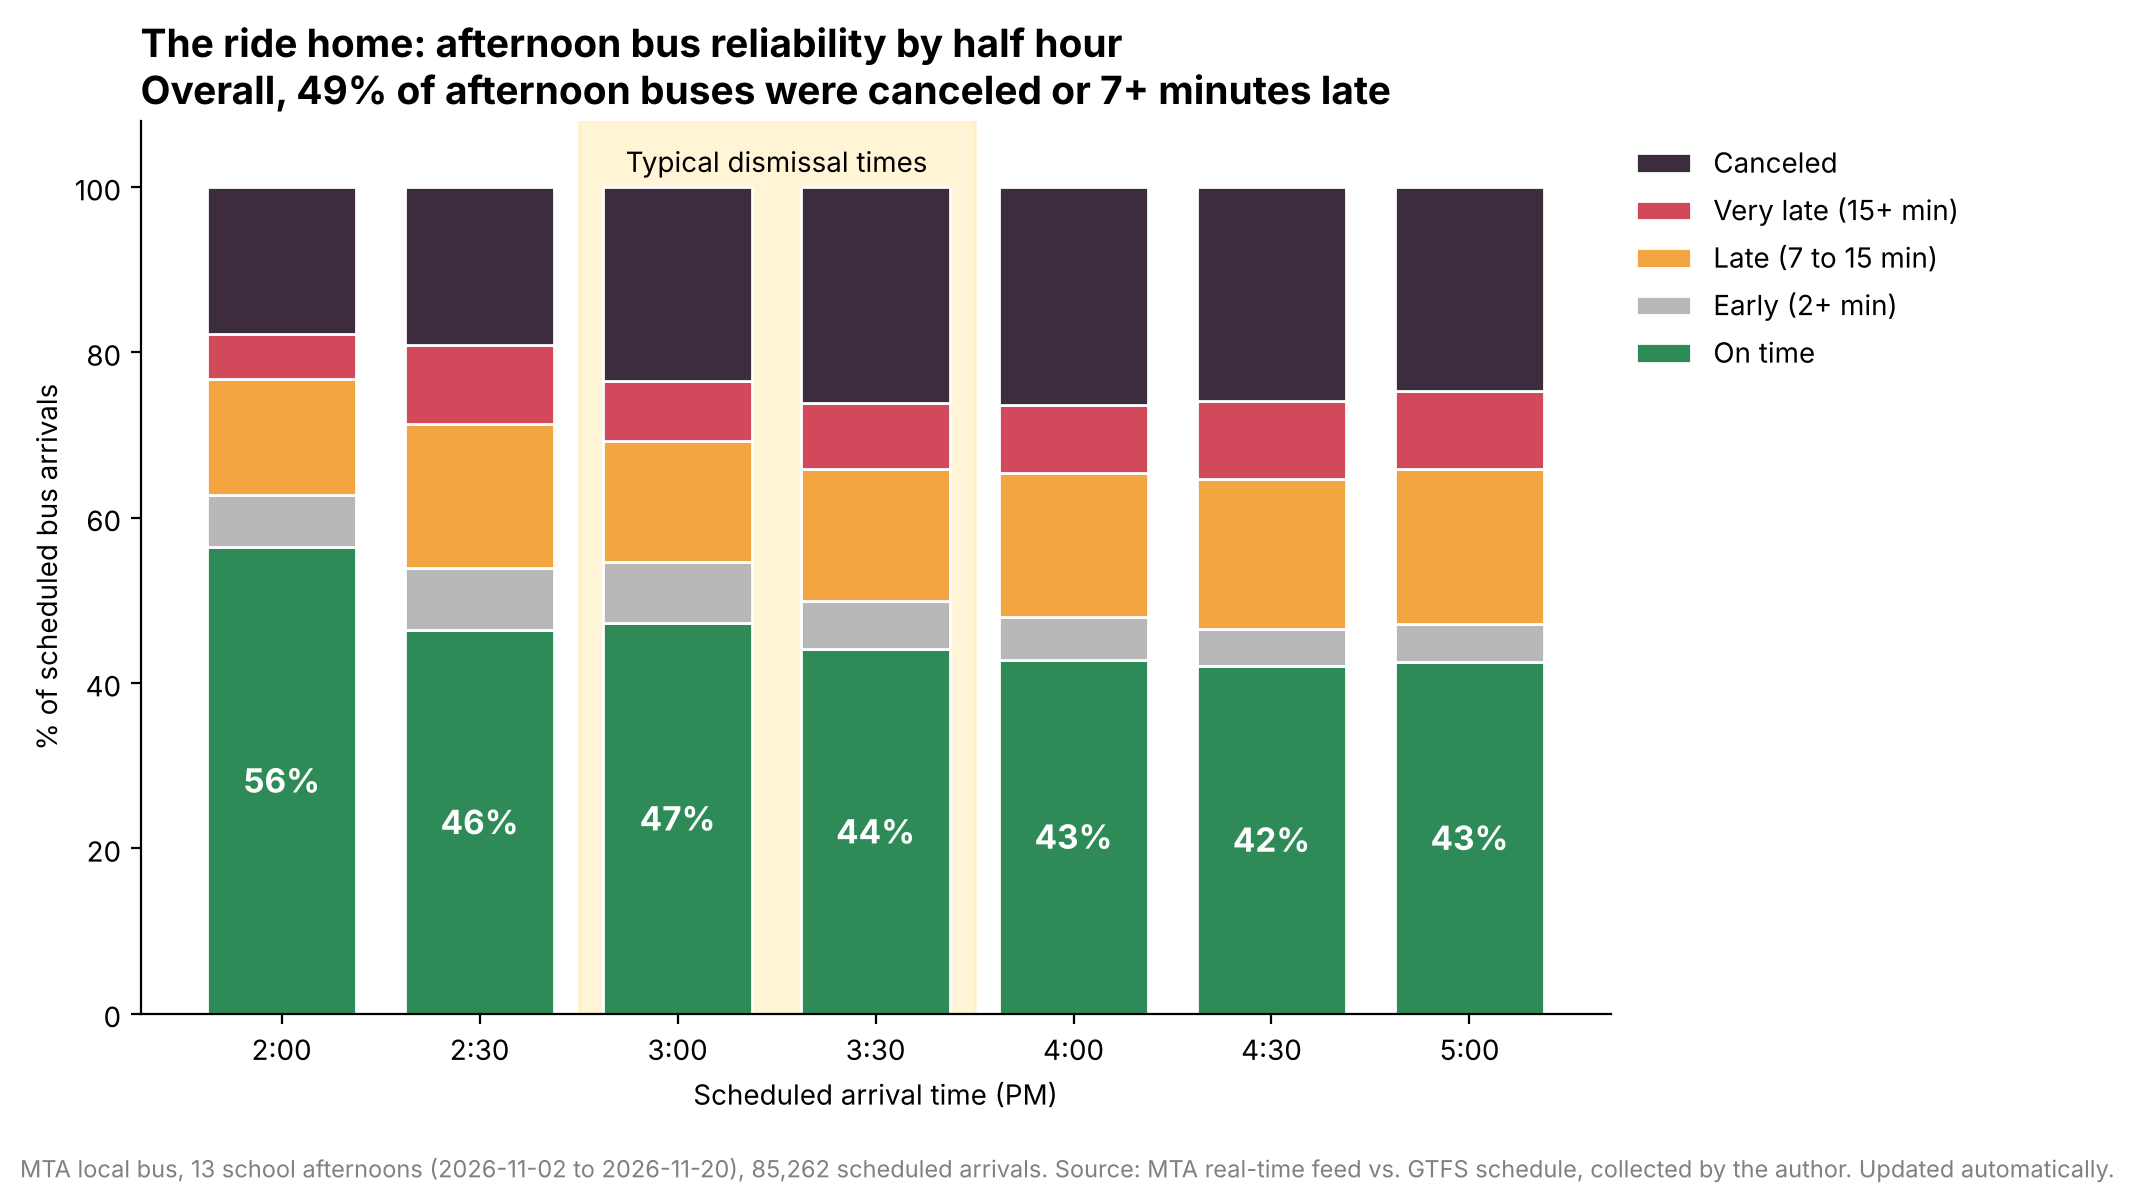 The ride home: afternoon bus reliability by half hour
Overall, 49% of afternoon buses were canceled or 7+ minutes late
Typical dismissal times
Canceled
Very late (15+ min)
Late (7 to 15 min)
Early (2+ min)
On time
% of scheduled bus arrivals
100
80
60
40
20
0
56%
46%
47%
44%
43%
42%
43%
2:00
2:30
3:00
3:30
4:00
4:30
5:00
Scheduled arrival time (PM)
MTA local bus, 13 school afternoons (2026-11-02 to 2026-11-20), 85,262 scheduled arrivals. Source: MTA real-time feed vs. GTFS schedule, collected by the author. Updated automatically.